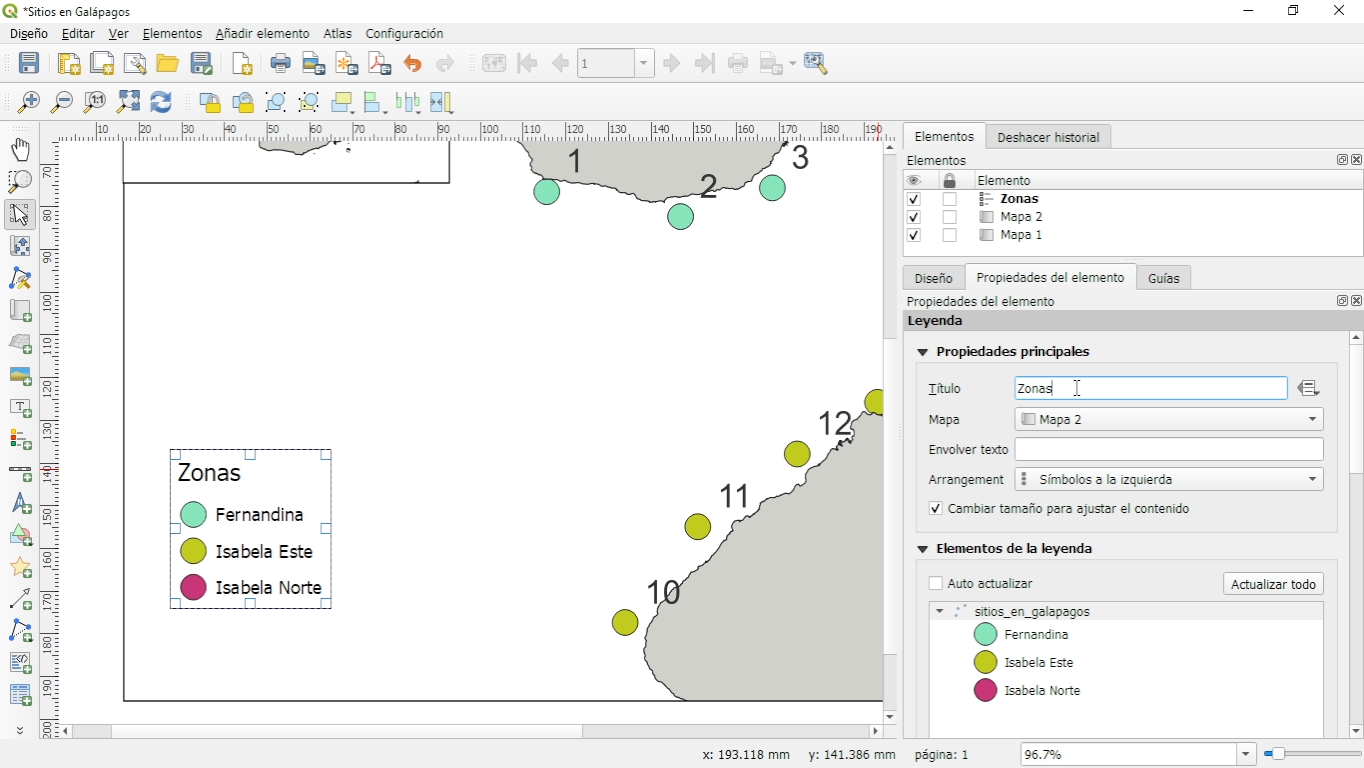 *Sitios en Galápagos
Diseño Editar Ver Elementos Añadir elemento Atlas Configuración
1
10 20 30 40 50 60 70 80 90 100 110 120 130 140 150 160 170 180 190
70
80
90
100
110
120
130
140
150
160
170
180
190
200
1
2
3
12
11
10
Zonas
Fernandina
Isabela Este
Isabela Norte
Elementos Deshacer historial
Elementos
Elemento
Zonas
Mapa 2
Mapa 1
Diseño Propiedades del elemento Guías
Propiedades del elemento
Leyenda
Propiedades principales
Título Zonas
Mapa Mapa 2
Envolver texto
Arrangement Símbolos a la izquierda
Cambiar tamaño para ajustar el contenido
Elementos de la leyenda
Auto actualizar Actualizar todo
sitios_en_galapagos
Fernandina
Isabela Este
Isabela Norte
x: 193.118 mm y: 141.386 mm página: 1 96.7%